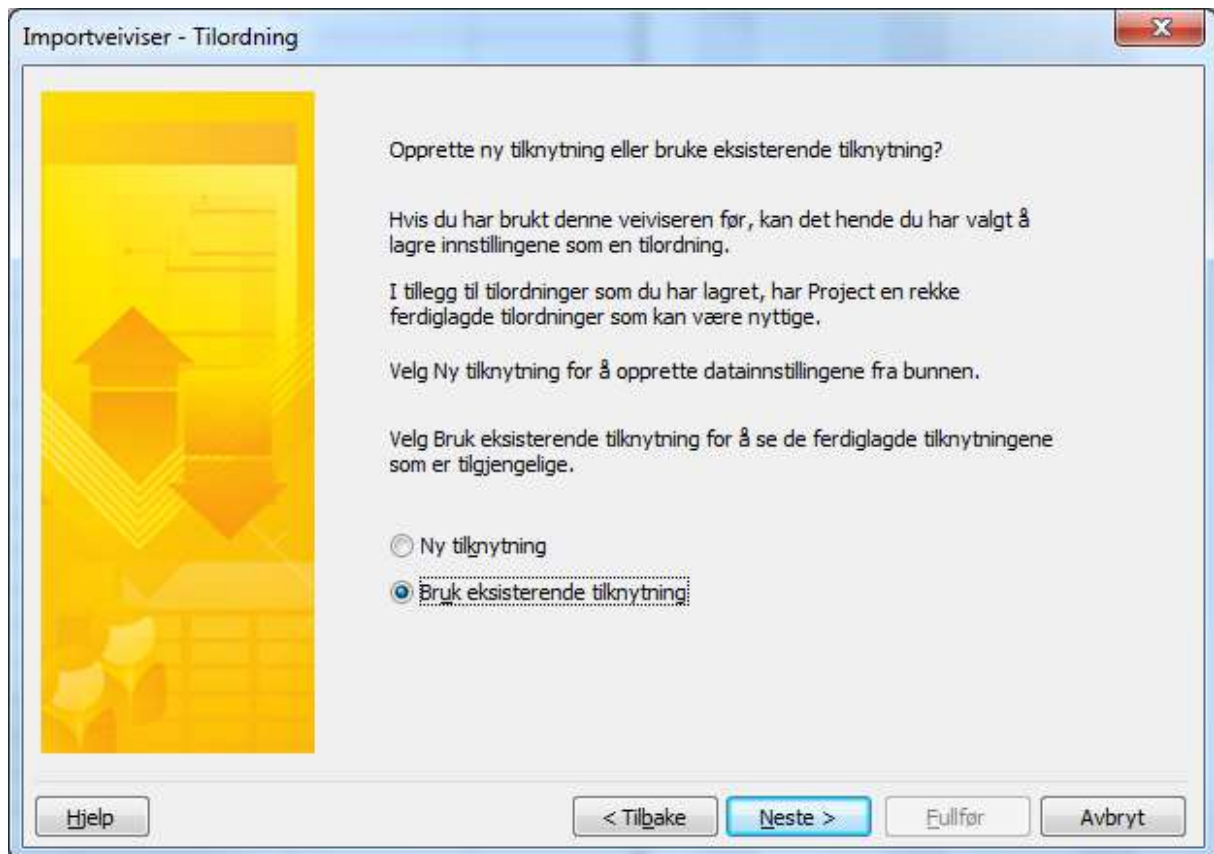 Importveiviser - Tilordning
Opprette ny tilknytning eller bruke eksisterende tilknytning?
Hvis du har brukt denne veiviseren før, kan det hende du har valgt å
lagre innstillingene som en tilordning.
I tillegg til tilordninger som du har lagret, har Project en rekke
ferdiglagde tilordninger som kan være nyttige.
Velg Ny tilknytning for å opprette datainnstillingene fra bunnen.
Velg Bruk eksisterende tilknytning for å se de ferdiglagde tilknytningene
som er tilgjengelige.
Ny tilknytning
Bruk eksisterende tilknytning
Hjelp
< Tilbake
Neste >
Fullfør
Avbryt